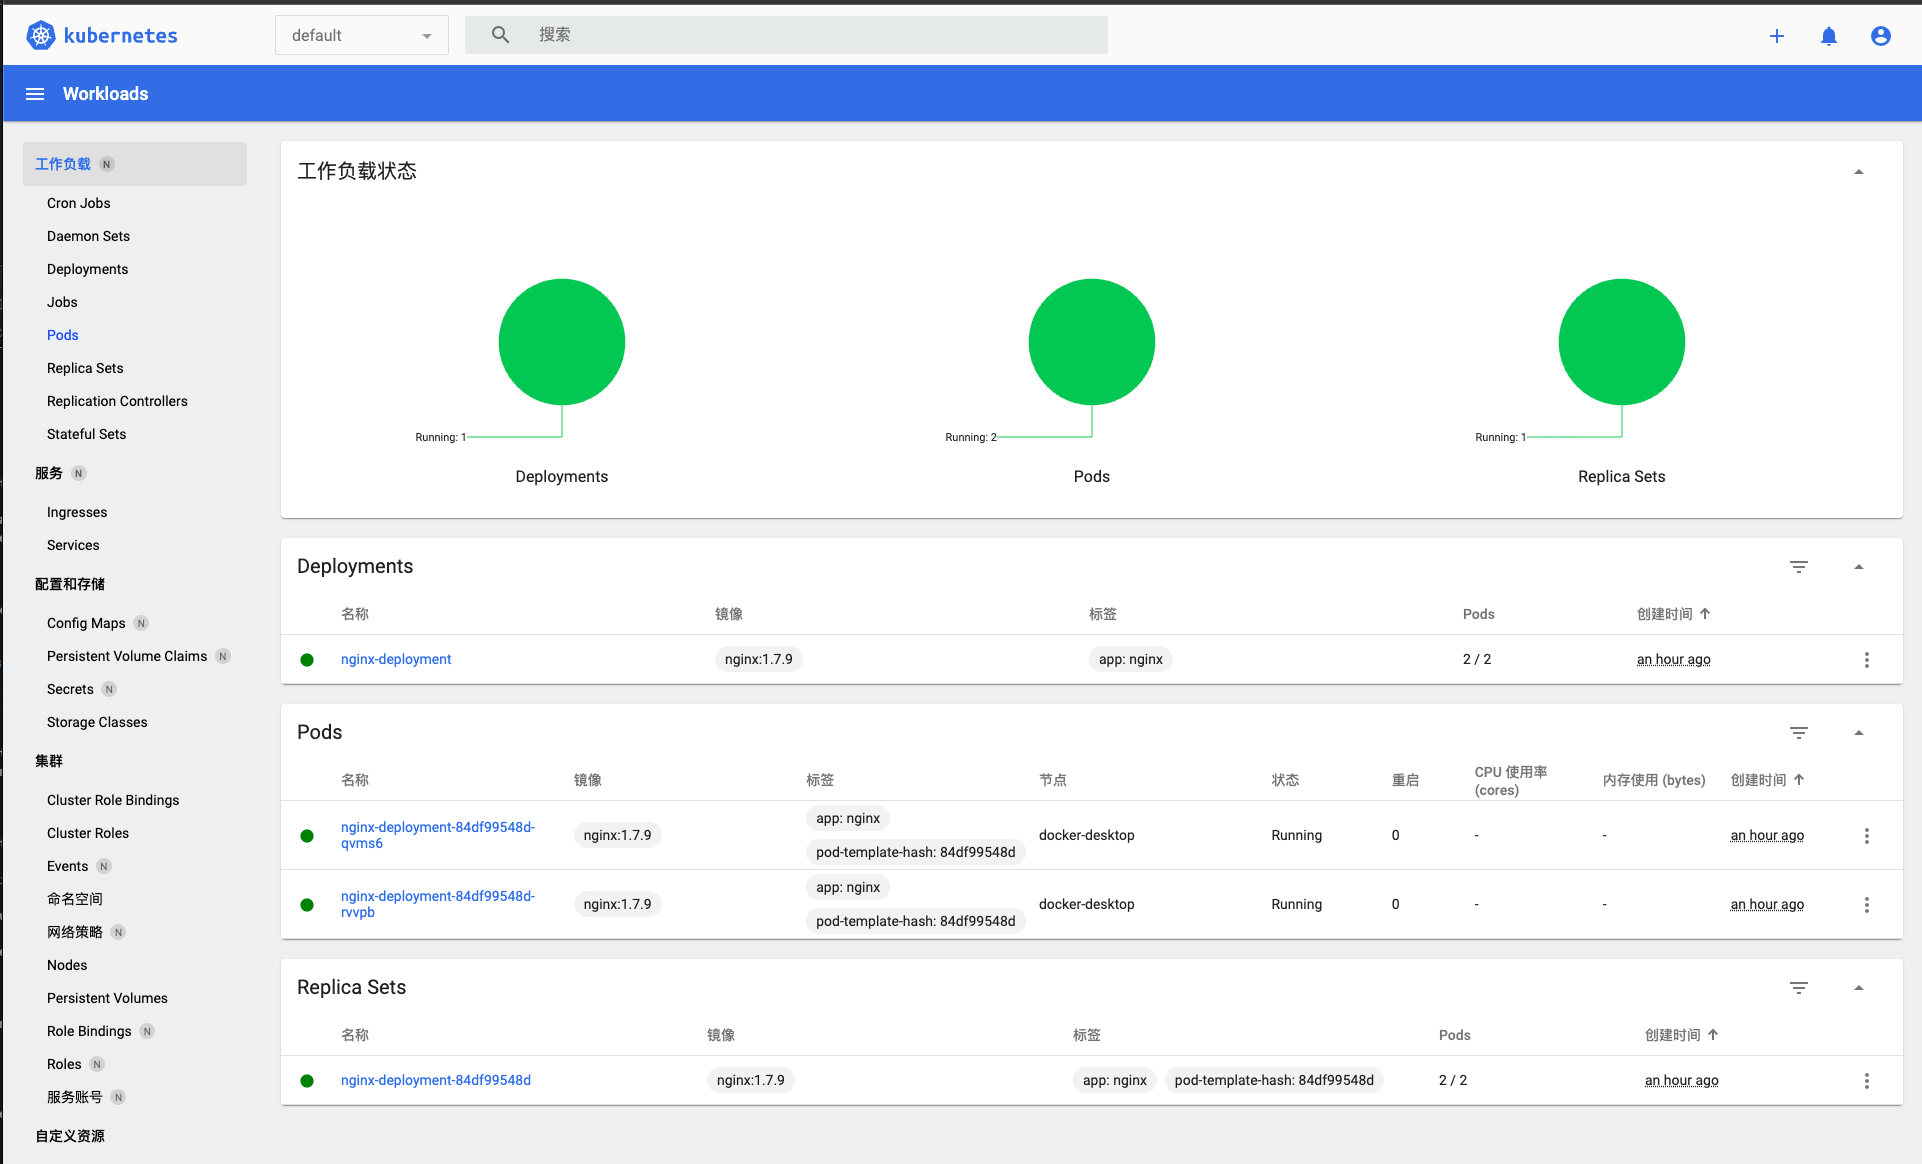 kubernetes
default
搜索
Workloads
工作负载 N
Cron Jobs
Daemon Sets
Deployments
Jobs
Pods
Replica Sets
Replication Controllers
Stateful Sets
服务 N
Ingresses
Services
配置和存储
Config Maps N
Persistent Volume Claims N
Secrets N
Storage Classes
集群
Cluster Role Bindings
Cluster Roles
Events N
命名空间
网络策略 N
Nodes
Persistent Volumes
Role Bindings N
Roles N
服务账号 N
自定义资源
工作负载状态
Running: 1
Deployments
Running: 2
Pods
Running: 1
Replica Sets
Deployments
名称 镜像 标签 Pods 创建时间
nginx-deployment nginx:1.7.9 app: nginx 2 / 2 an hour ago
Pods
名称 镜像 标签 节点 状态 重启 CPU 使用率 (cores) 内存使用 (bytes) 创建时间
nginx-deployment-84df99548d-
qvms6
nginx:1.7.9
app: nginx
pod-template-hash: 84df99548d
docker-desktop Running 0 - - an hour ago
nginx-deployment-84df99548d-
rvvpb
nginx:1.7.9
app: nginx
pod-template-hash: 84df99548d
docker-desktop Running 0 - - an hour ago
Replica Sets
名称 镜像 标签 Pods 创建时间
nginx-deployment-84df99548d nginx:1.7.9 app: nginx pod-template-hash: 84df99548d 2 / 2 an hour ago